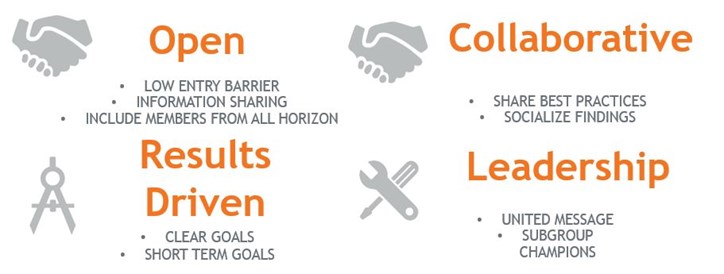 Open
• LOW ENTRY BARRIER
• INFORMATION SHARING
• INCLUDE MEMBERS FROM ALL HORIZON
Collaborative
• SHARE BEST PRACTICES
• SOCIALIZE FINDINGS
Results
Driven
• CLEAR GOALS
• SHORT TERM GOALS
Leadership
• UNITED MESSAGE
• SUBGROUP
CHAMPIONS